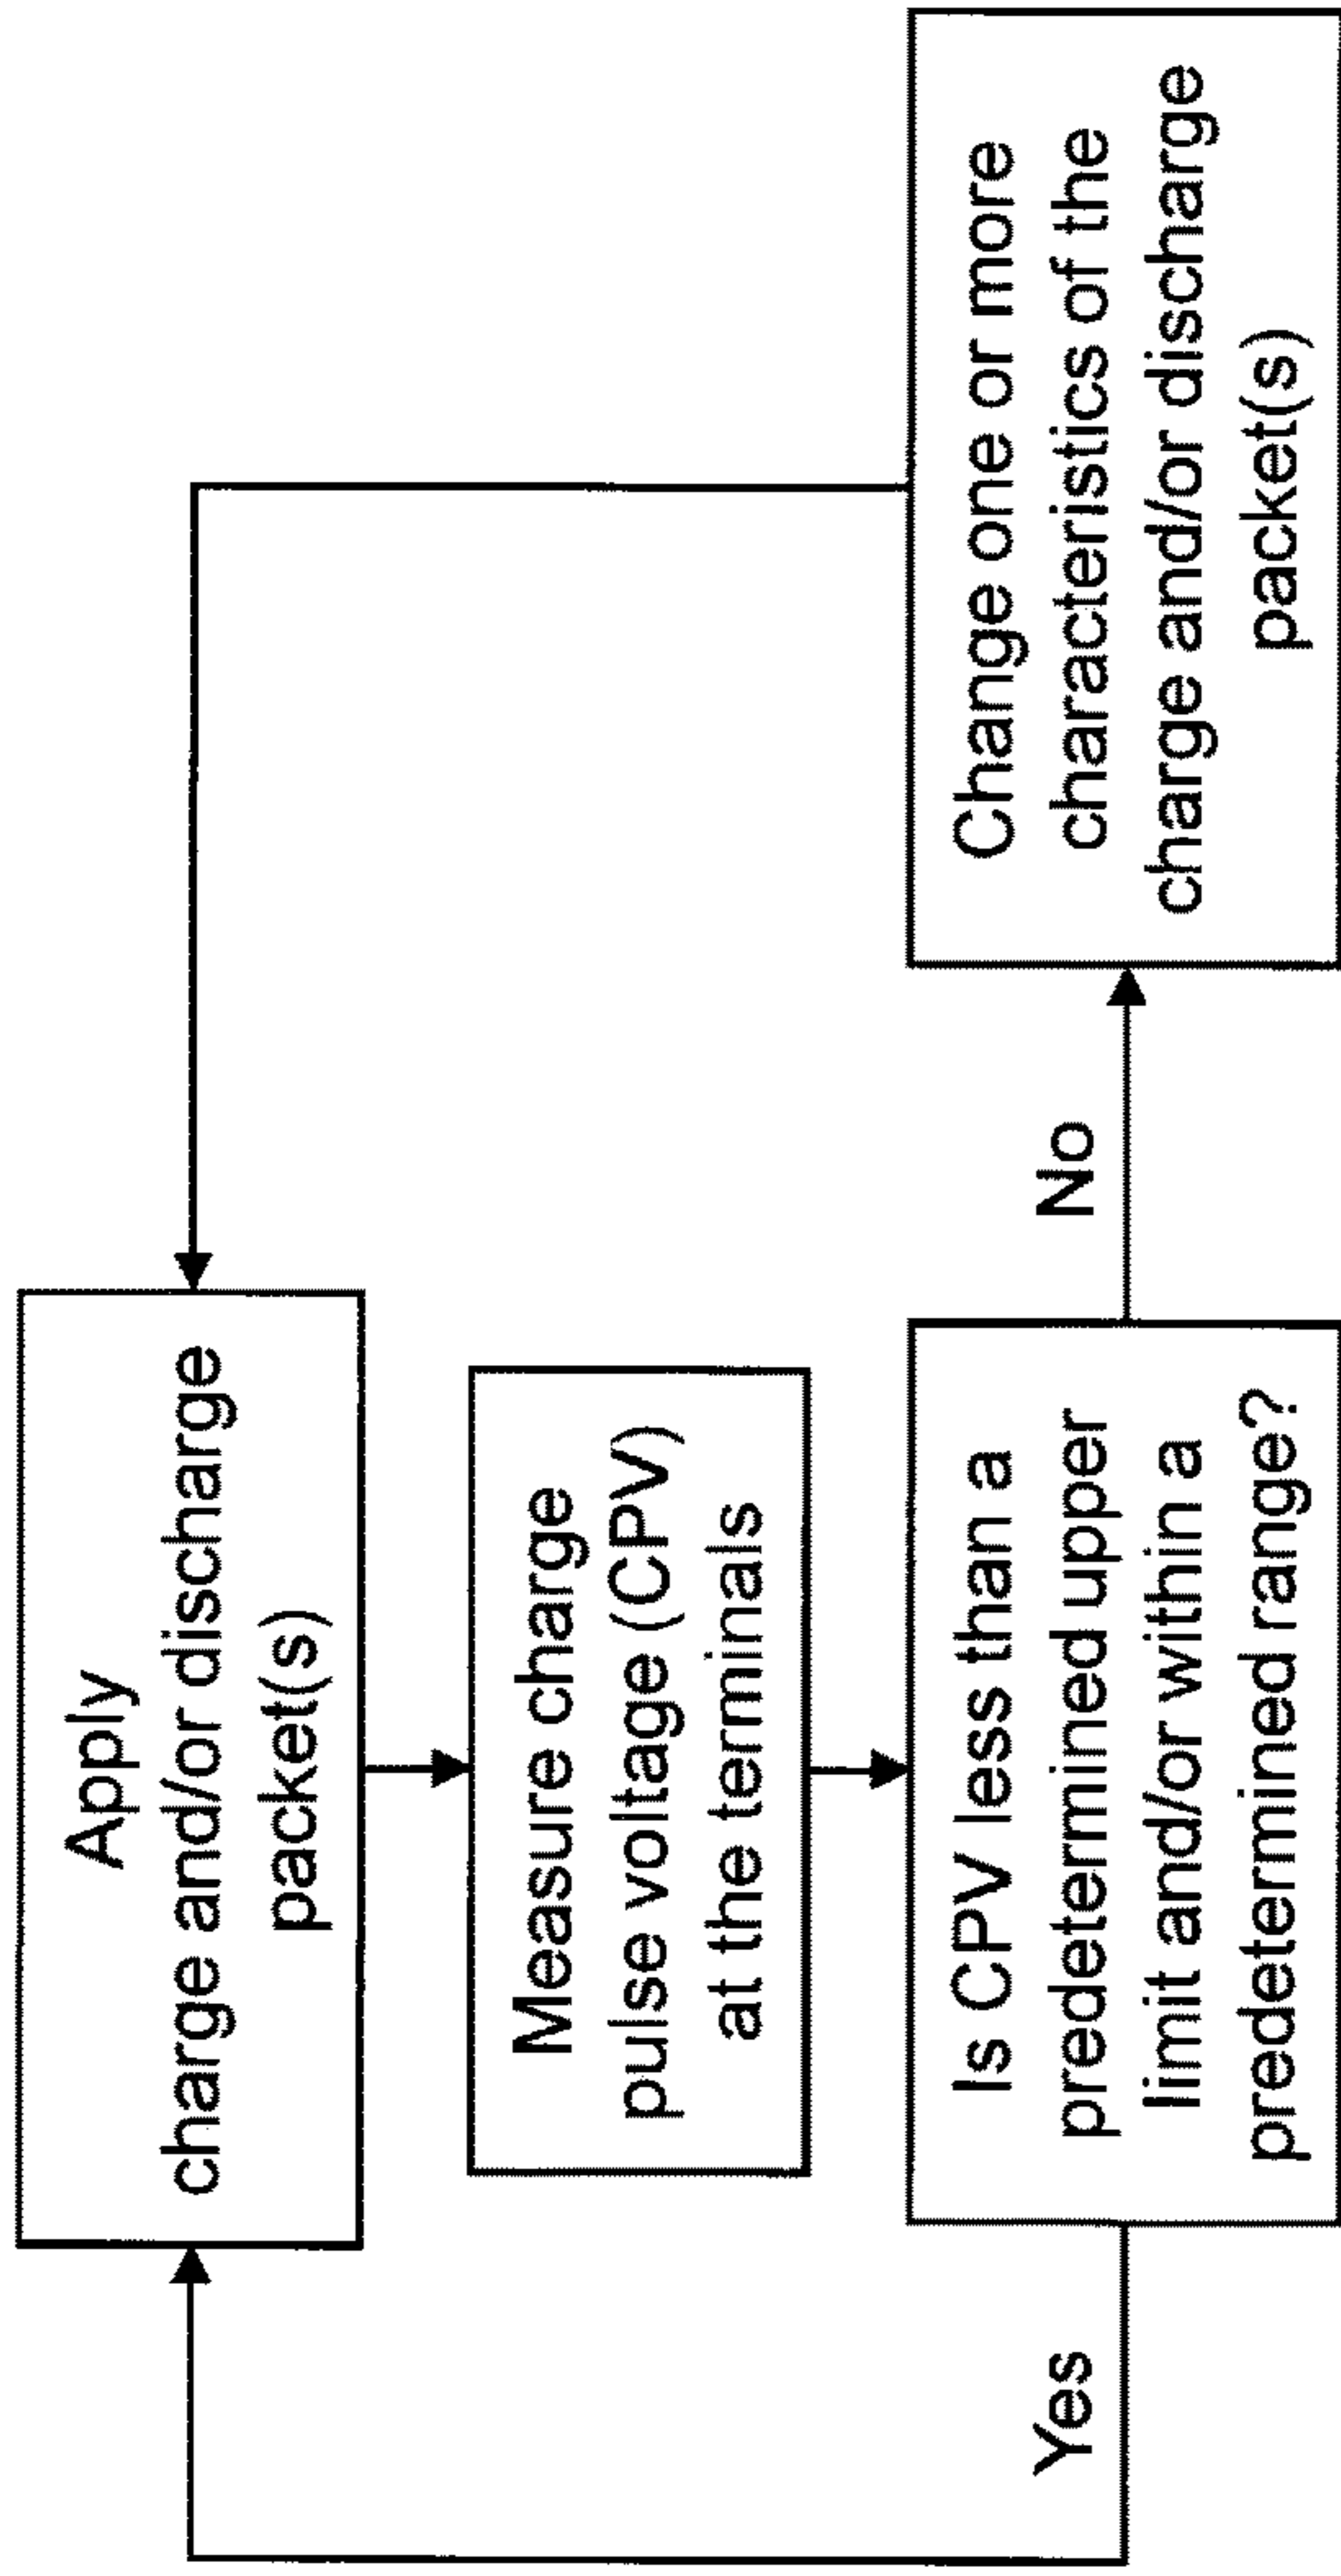 Apply
charge and/or discharge
packet(s)
Measure charge
pulse voltage (CPV)
at the terminals
Is CPV less than a
predetermined upper
limit and/or within a
predetermined range?
Yes
No
Change one or more
characteristics of the
charge and/or discharge
packet(s)